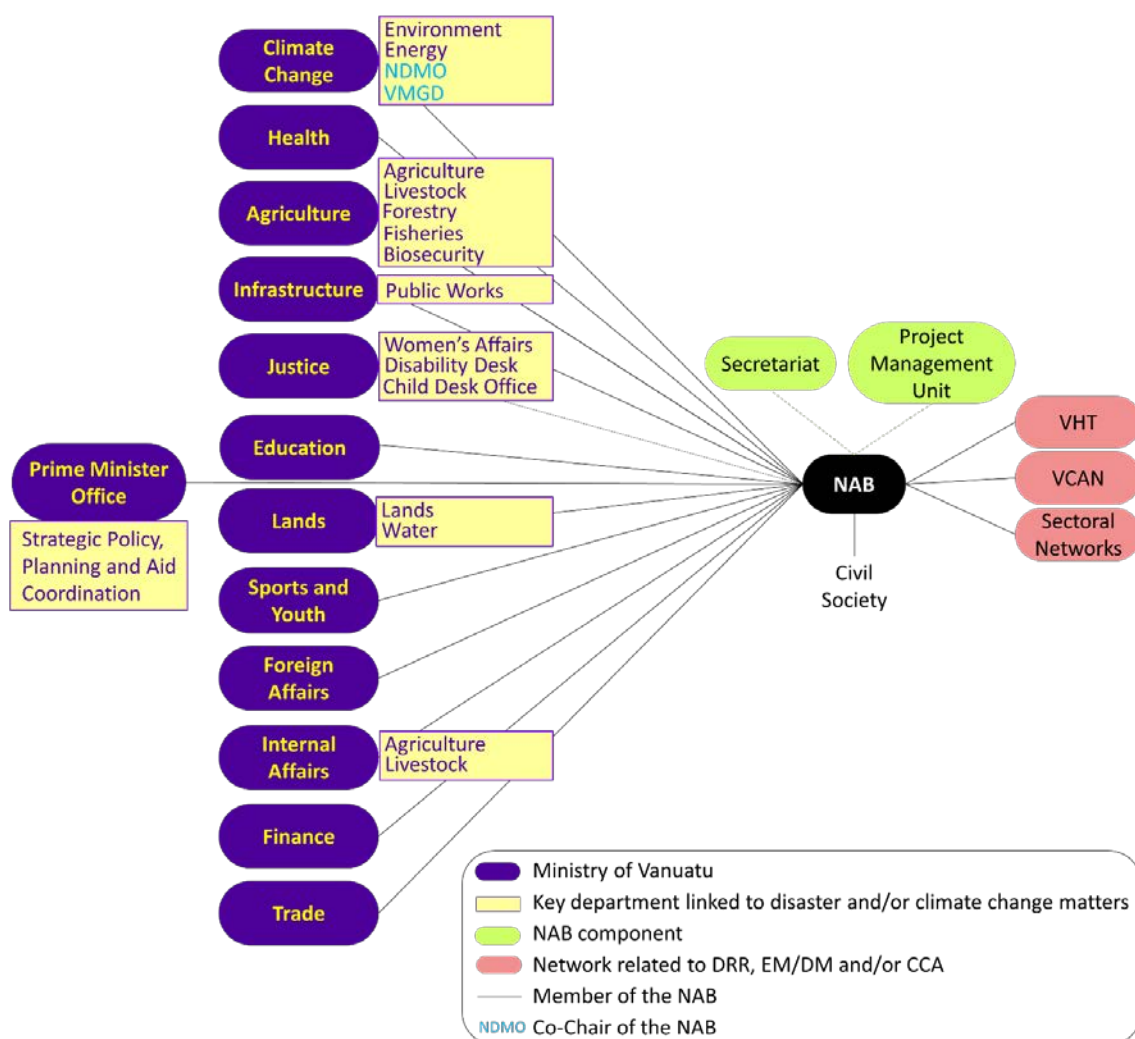 Climate
Change
Environment
Energy
NDMO
VMGD
Health
Agriculture
Agriculture
Livestock
Forestry
Fisheries
Biosecurity
Infrastructure
Public Works
Justice
Women's Affairs
Disability Desk
Child Desk Office
Education
Prime Minister
Office
Strategic Policy,
Planning and Aid
Coordination
Lands
Lands
Water
Sports and
Youth
Foreign
Affairs
Internal
Affairs
Agriculture
Livestock
Finance
Trade
Secretariat
Project
Management
Unit
NAB
Civil
Society
VHT
VCAN
Sectoral
Networks
Ministry of Vanuatu
Key department linked to disaster and/or climate change matters
NAB component
Network related to DRR, EM/DM and/or CCA
Member of the NAB
NDMO Co-Chair of the NAB